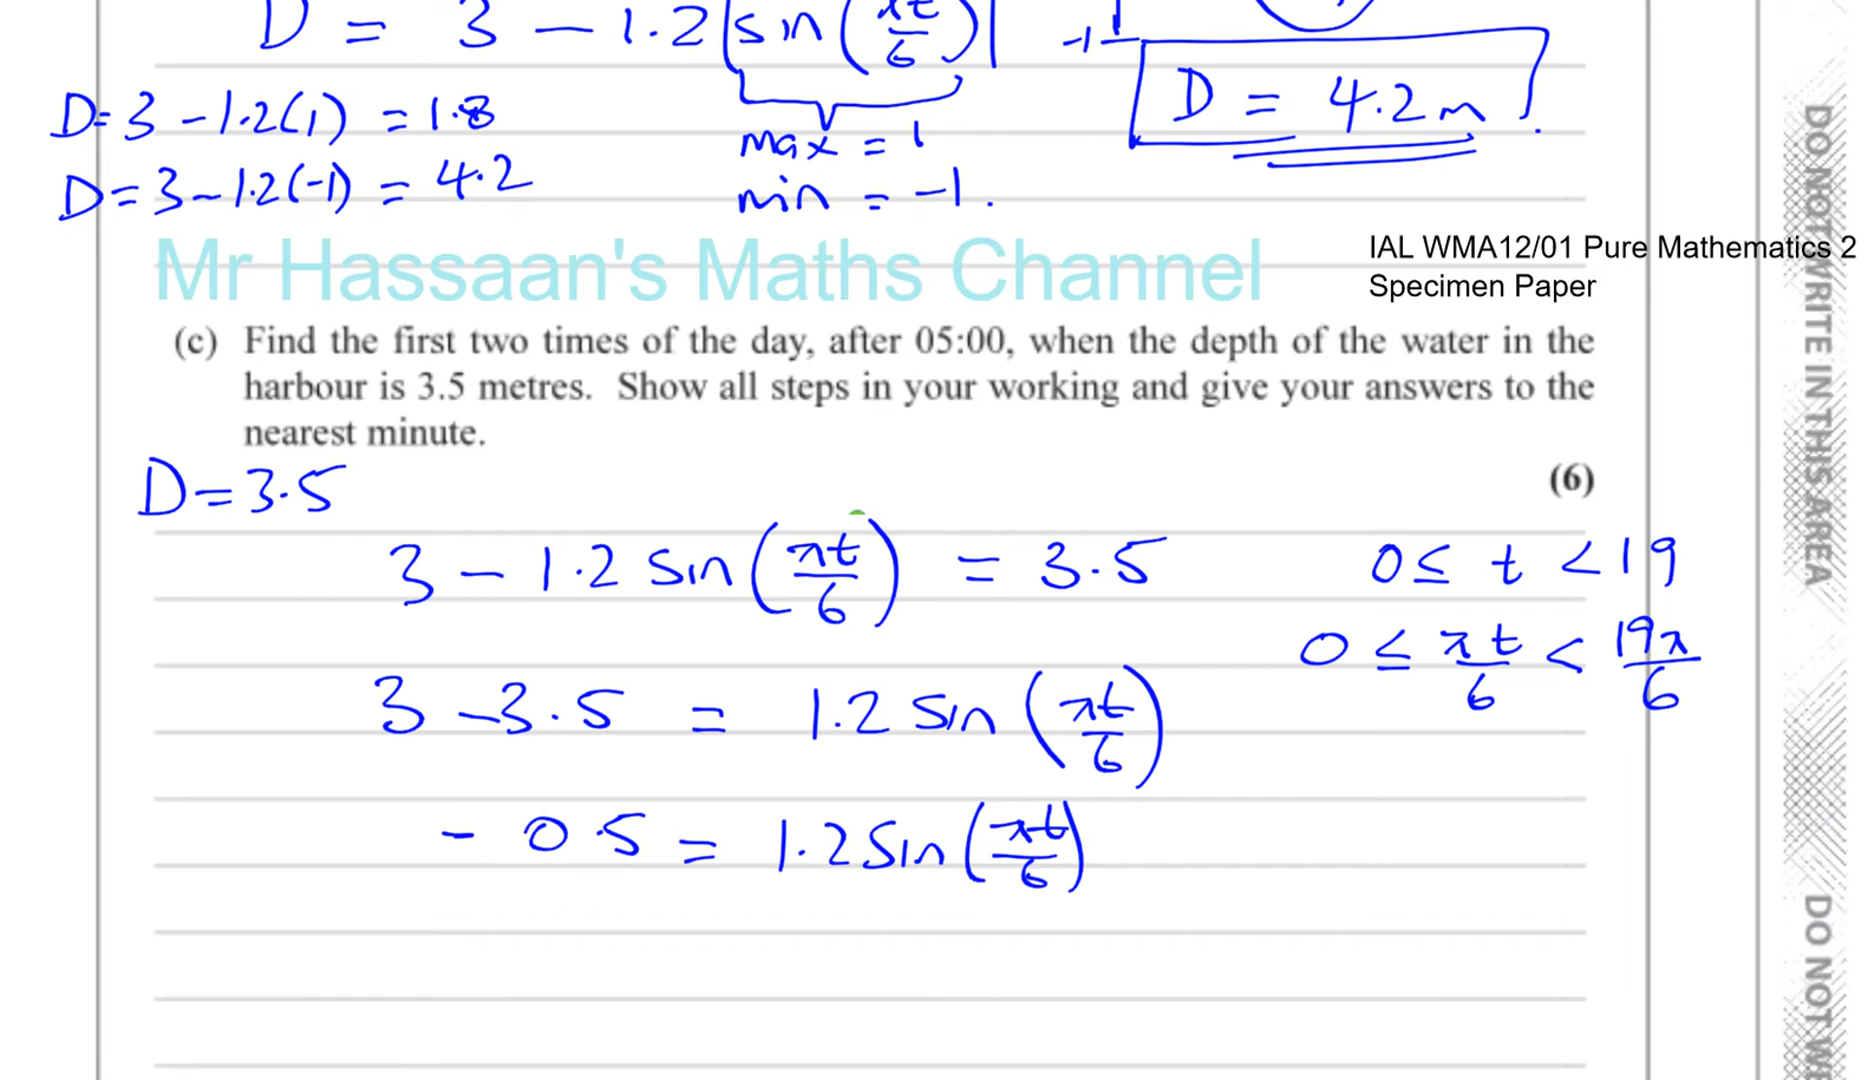 D = 3 – 1.2 |sin(πt/6)| -1
D = 3 – 1.2(1) = 1.8
max = 1
D = 4.2m
D = 3 – 1.2(-1) = 4.2
min = -1.
Mr Hassaan's Maths Channel
IAL WMA12/01 Pure Mathematics 2
Specimen Paper
(c) Find the first two times of the day, after 05:00, when the depth of the water in the
harbour is 3.5 metres. Show all steps in your working and give your answers to the
nearest minute.
(6)
D = 3.5
3 – 1.2 sin(πt/6) = 3.5
0 ≤ t < 19
0 ≤ πt/6 < 19π/6
3 – 3.5 = 1.2 sin(πt/6)
- 0.5 = 1.2 sin(πt/6)
DO NOT WRITE IN THIS AREA
DO NOT